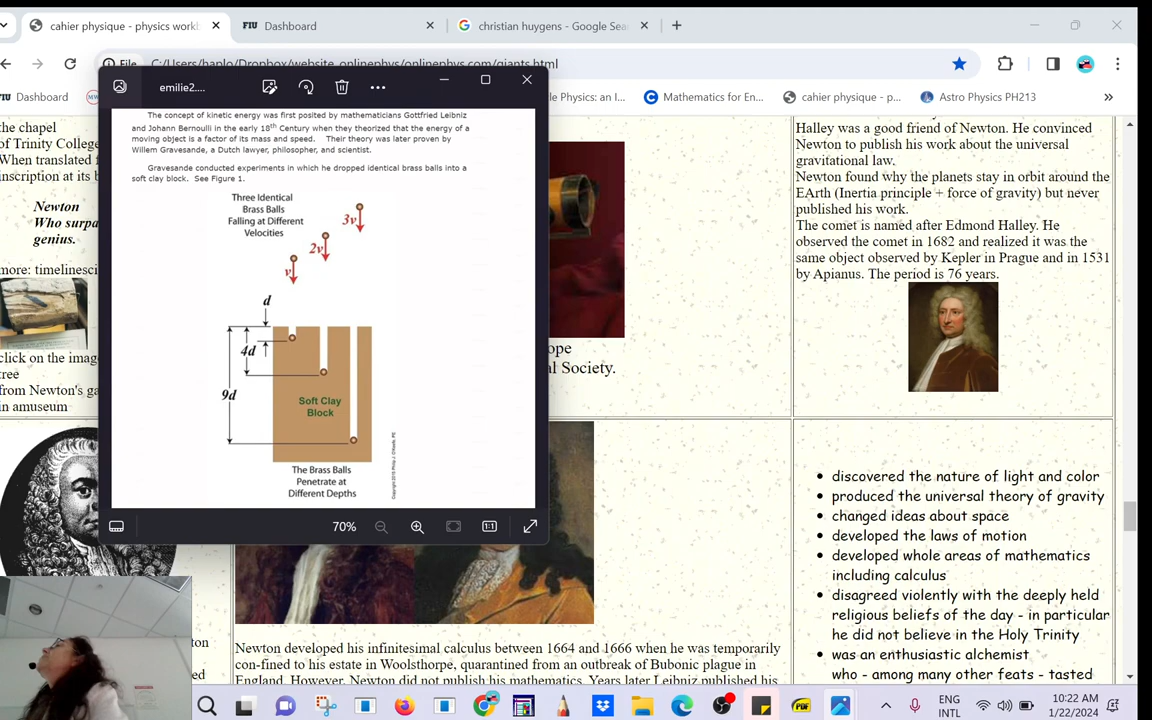 cahier physique - physics workb
FIU Dashboard
christian huygens - Google Sea
File
C:/Users/haplo/Dropbox/website_onlinephys/onlinephys.com/giants.html
Dashboard
le Physics: an I...
Mathematics for En...
cahier physique - p...
Astro Physics PH213
emilie2....
The concept of kinetic energy was first posited by mathematicians Gottfried Leibniz
and Johann Bernoulli in the early 18th Century when they theorized that the energy of a
moving object is a factor of its mass and speed. Their theory was later proven by
Willem Gravesande, a Dutch lawyer, philosopher, and scientist.
Gravesande conducted experiments in which he dropped identical brass balls into a
soft clay block. See Figure 1.
Three Identical
Brass Balls
Falling at Different
Velocities
3v
2v
v
d
4d
9d
Soft Clay
Block
The Brass Balls
Penetrate at
Different Depths
70%
1:1
the chapel
of Trinity College
When translated f
inscription at its b
Newton
Who surpa
genius.
more: timelinesci
click on the imag
tree
from Newton's ga
in amuseum
ope
al Society.
Halley was a good friend of Newton. He convinced
Newton to publish his work about the universal
gravitational law.
Newton found why the planets stay in orbit around the
EArth (Inertia principle + force of gravity) but never
published his work.
The comet is named after Edmond Halley. He
observed the comet in 1682 and realized it was the
same object observed by Kepler in Prague and in 1531
by Apianus. The period is 76 years.
ton
ed
Newton developed his infinitesimal calculus between 1664 and 1666 when he was temporarily
con-fined to his estate in Woolsthorpe, quarantined from an outbreak of Bubonic plague in
England. However, Newton did not publish his mathematics. Years later Leibniz published his
discovered the nature of light and color
produced the universal theory of gravity
changed ideas about space
developed the laws of motion
developed whole areas of mathematics
including calculus
disagreed violently with the deeply held
religious beliefs of the day - in particular
he did not believe in the Holy Trinity
was an enthusiastic alchemist
who - among many other feats - tasted
ENG
INTL
10:22 AM
1/22/2024